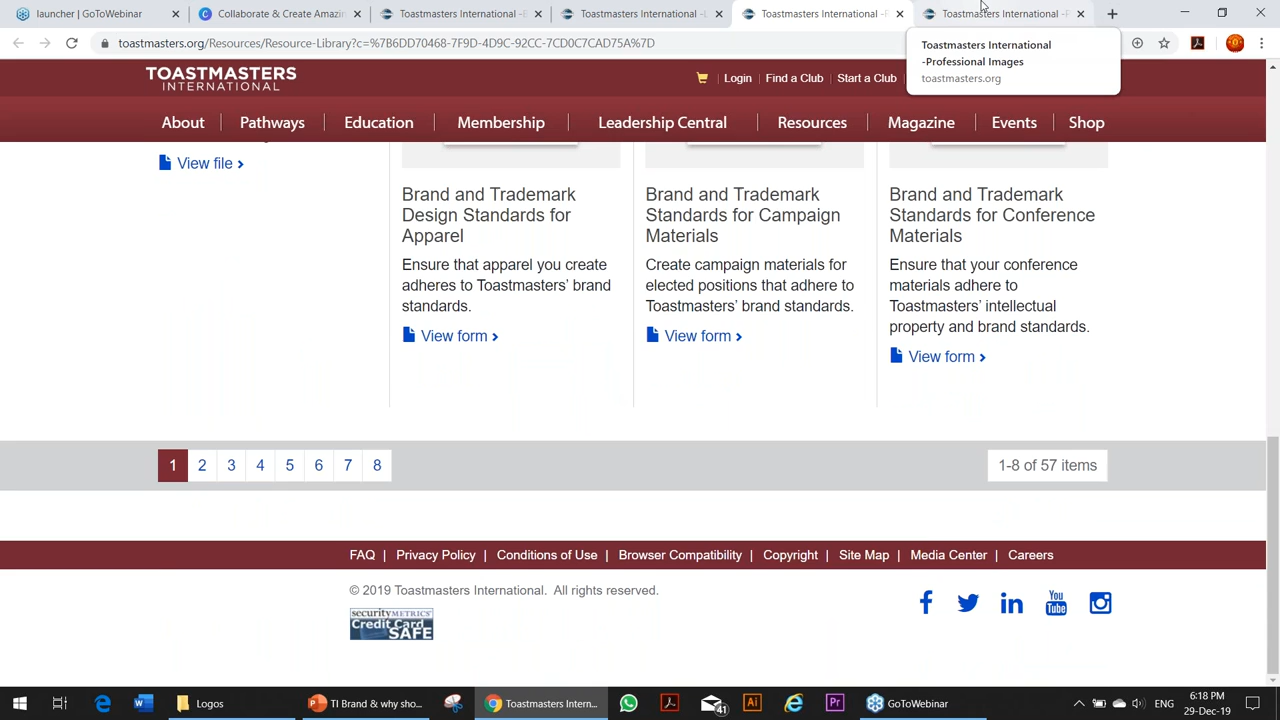 launcher | GoToWebinar
Collaborate & Create Amazin
Toastmasters International -
Toastmasters International -
Toastmasters International -
Toastmasters International -
toastmasters.org/Resources/Resource-Library?c=%7B6DD70468-7F9D-4D9C-92CC-7CD0C7CAD75A%7D
Toastmasters International
-Professional Images
toastmasters.org
TOASTMASTERS
INTERNATIONAL
Login | Find a Club | Start a Club
About
Pathways
Education
Membership
Leadership Central
Resources
Magazine
Events
Shop
View file
Brand and Trademark
Design Standards for
Apparel
Ensure that apparel you create
adheres to Toastmasters’ brand
standards.
View form
Brand and Trademark
Standards for Campaign
Materials
Create campaign materials for
elected positions that adhere to
Toastmasters’ brand standards.
View form
Brand and Trademark
Standards for Conference
Materials
Ensure that your conference
materials adhere to
Toastmasters’ intellectual
property and brand standards.
View form
1 2 3 4 5 6 7 8
1-8 of 57 items
FAQ | Privacy Policy | Conditions of Use | Browser Compatibility | Copyright | Site Map | Media Center | Careers
© 2019 Toastmasters International. All rights reserved.
securityMETRICS
Credit Card
SAFE
You
Tube
Logos
TI Brand & why sho...
Toastmasters Intern...
41
Ai
Pr
GoToWebinar
ENG
6:18 PM
29-Dec-19